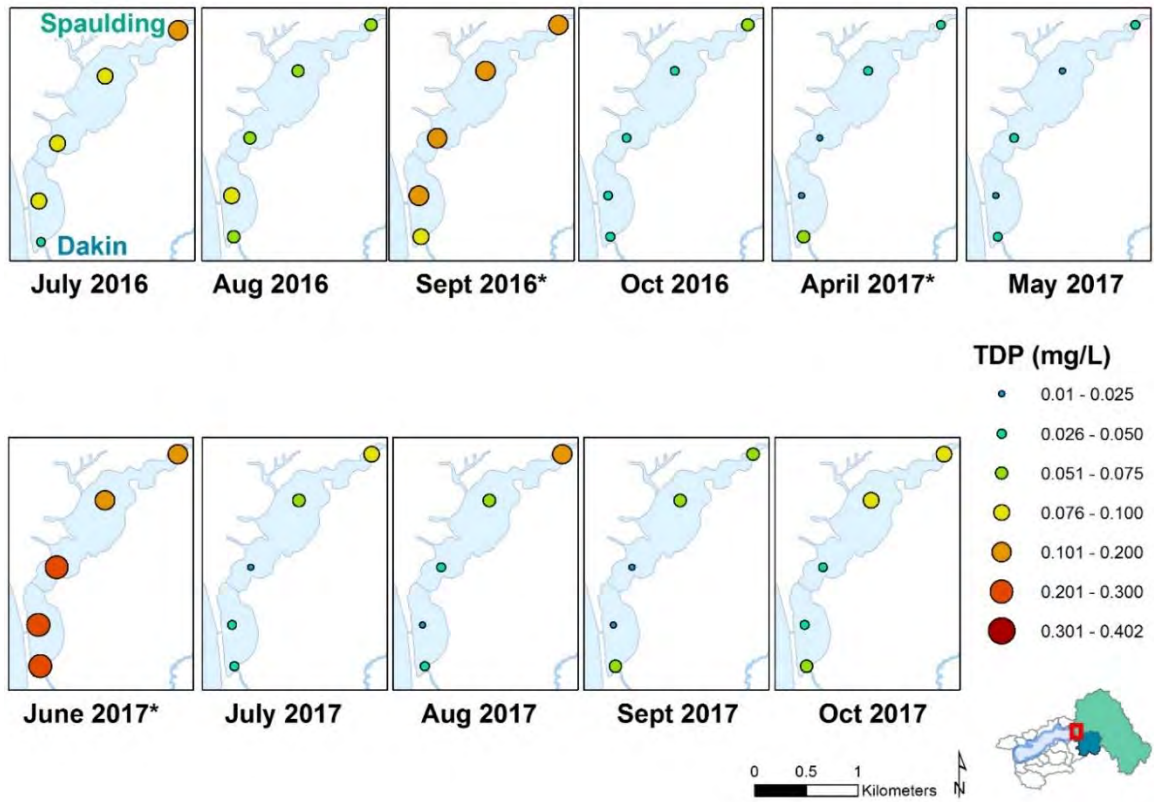 Spaulding
Dakin
July 2016
Aug 2016
Sept 2016*
Oct 2016
April 2017*
May 2017
TDP (mg/L)
0.01 - 0.025
0.026 - 0.050
0.051 - 0.075
0.076 - 0.100
0.101 - 0.200
0.201 - 0.300
0.301 - 0.402
June 2017*
July 2017
Aug 2017
Sept 2017
Oct 2017
0 0.5 1
Kilometers
N